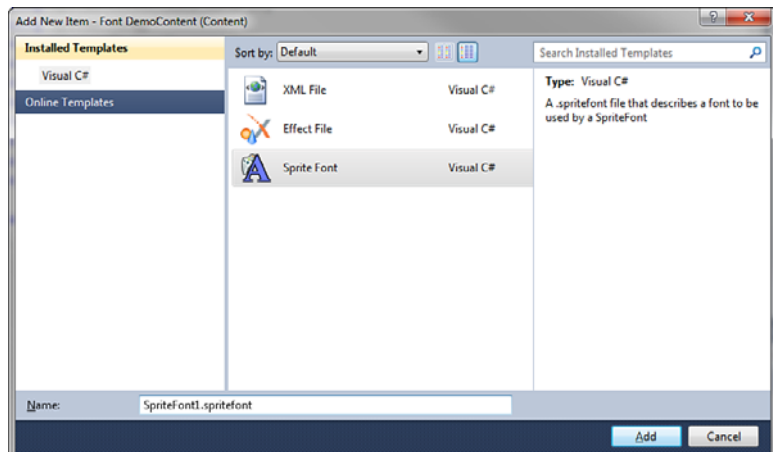 Add New Item - Font DemoContent (Content)
Installed Templates
Visual C#
Online Templates
Sort by: Default
Search Installed Templates
XML File Visual C#
Effect File Visual C#
Sprite Font Visual C#
Type: Visual C#
A .spritefont file that describes a font to be
used by a SpriteFont
Name: SpriteFont1.spritefont
Add Cancel